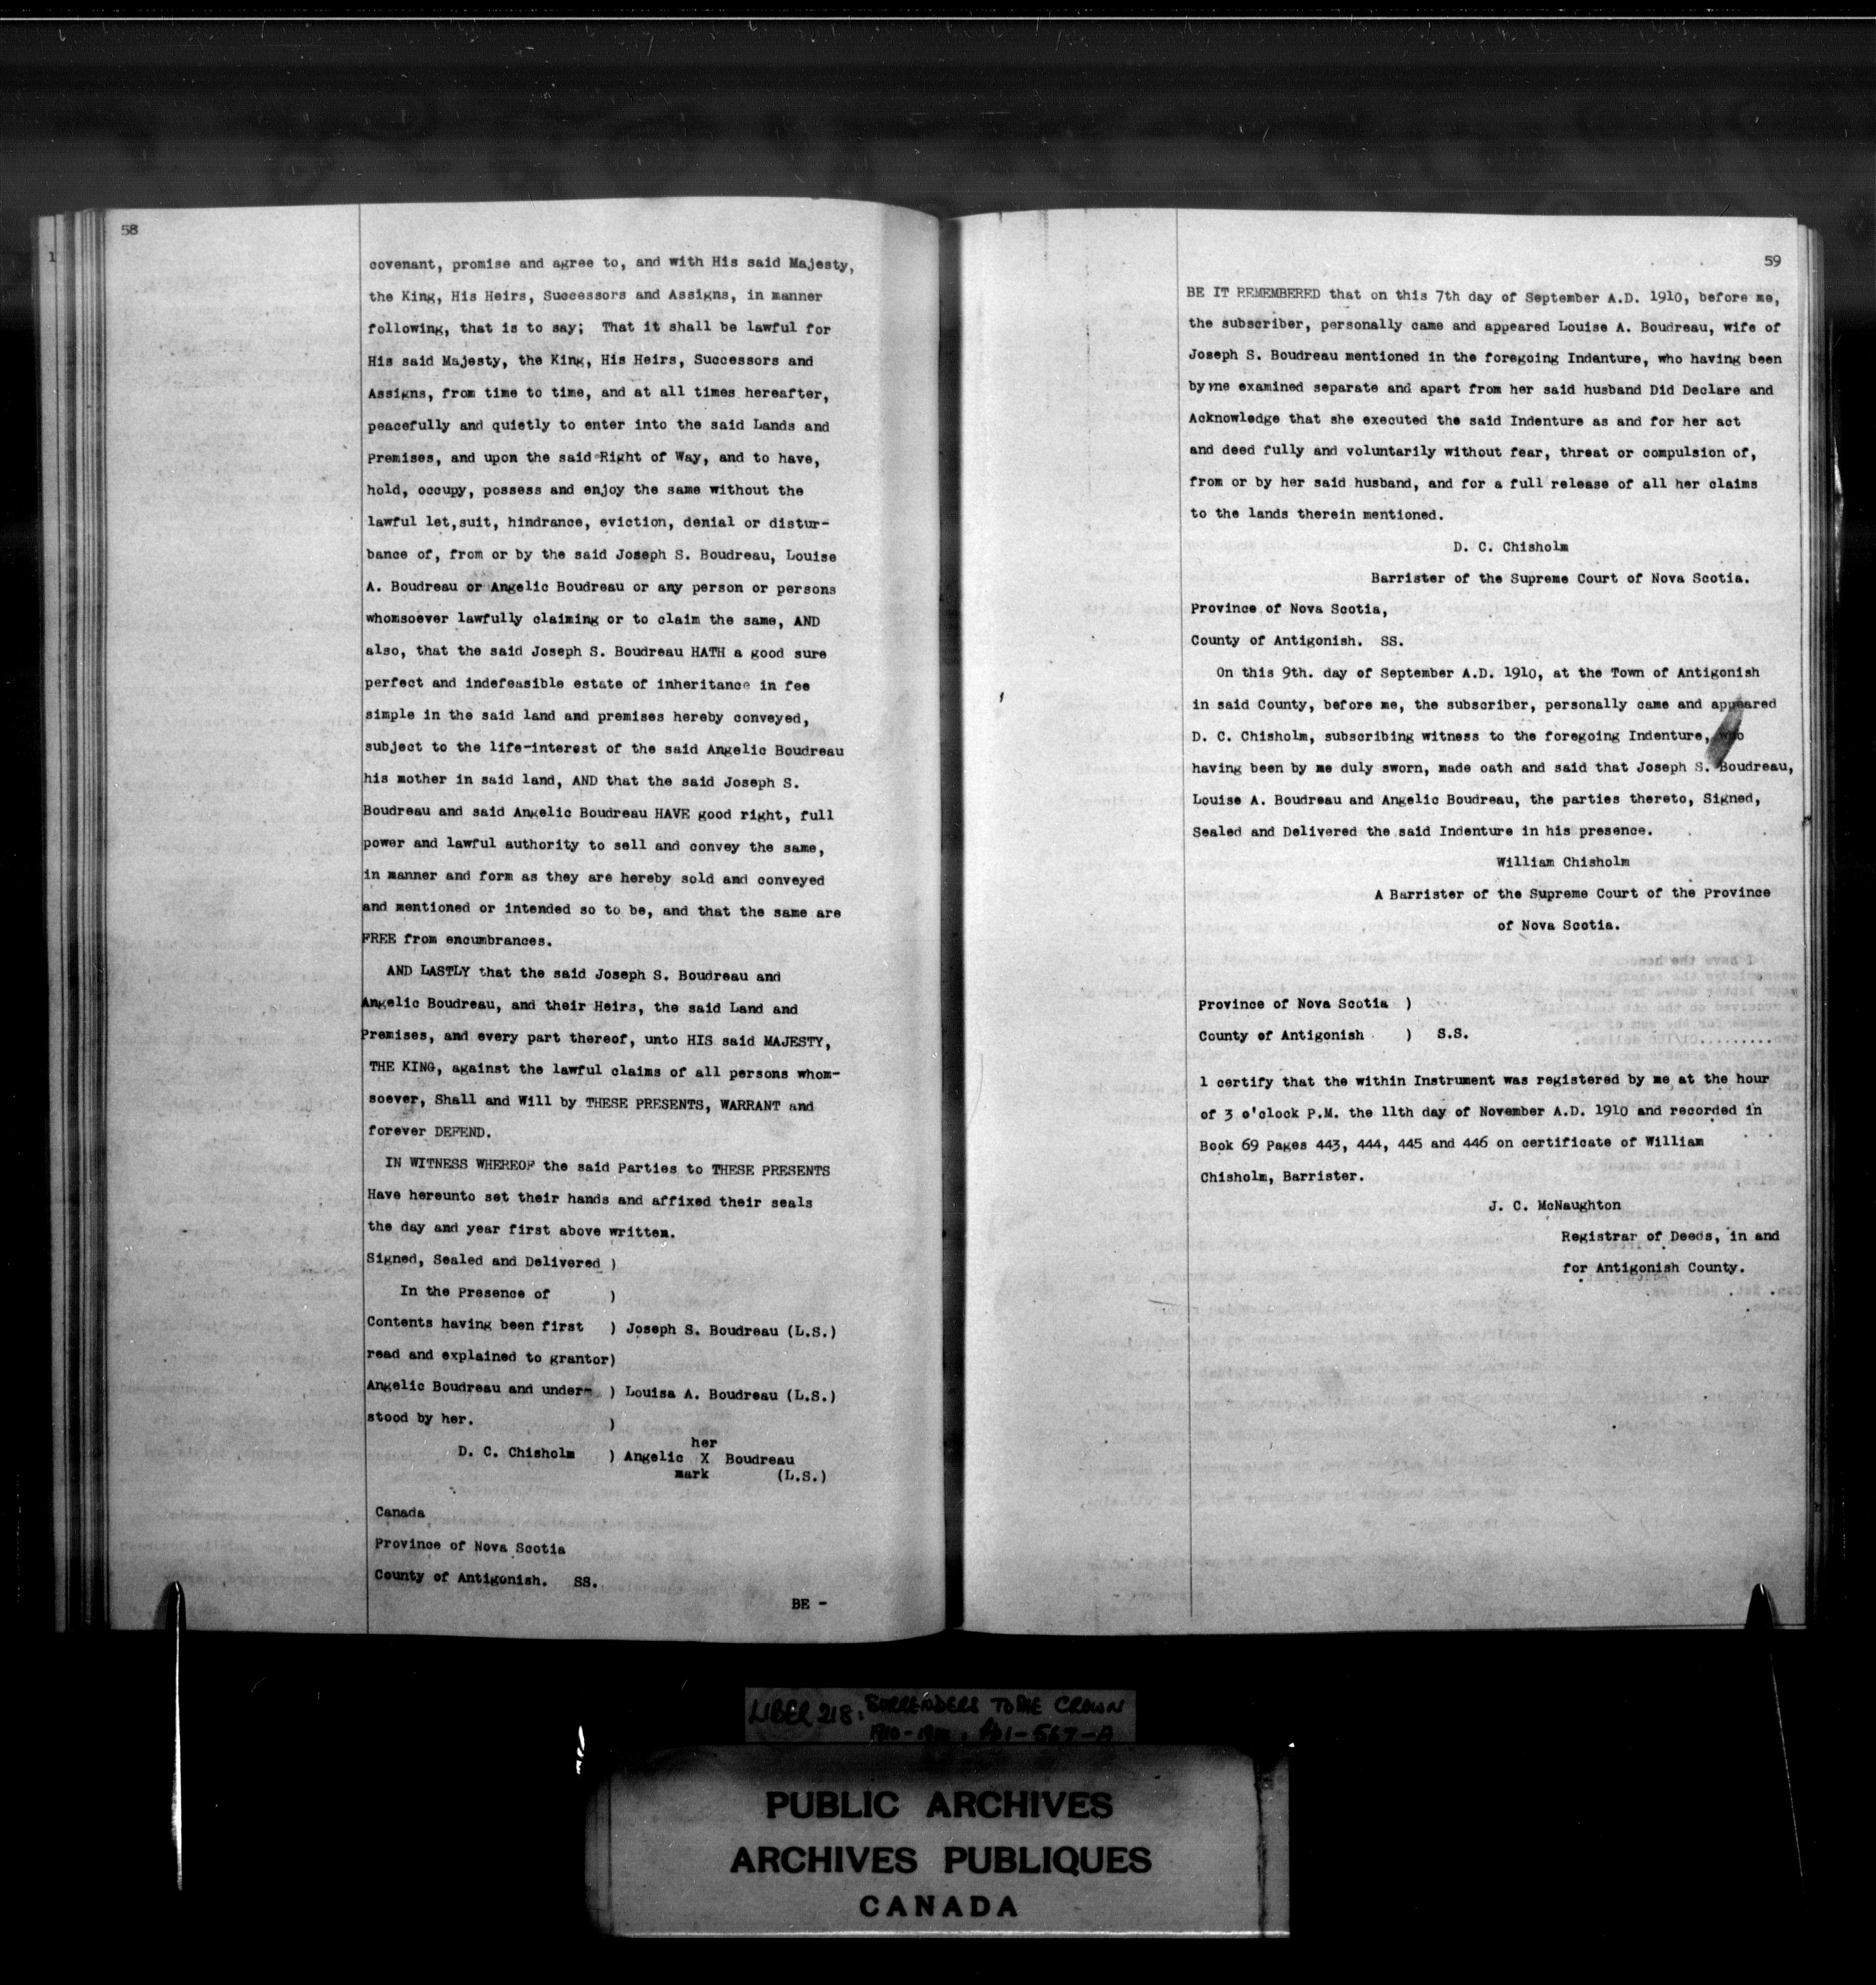 58
covenant, promise and agree to, and with His said Majesty,
the King, His Heirs, Successors and Assigns, in manner
following, that is to say; That it shall be lawful for
His said Majesty, the King, His Heirs, Successors and
Assigns, from time to time, and at all times hereafter,
peacefully and quietly to enter into the said Lands and
Premises, and upon the said Right of Way, and to have,
hold, occupy, possess and enjoy the same without the
lawful let,suit, hindrance, eviction, denial or distur-
bance of, from or by the said Joseph S. Boudreau, Louise
A. Boudreau or Angelic Boudreau or any person or persons
whomsoever lawfully claiming or to claim the same, AND
also, that the said Joseph S. Boudreau HATH a good sure
perfect and indefeasible estate of inheritance in fee
simple in the said land and premises hereby conveyed,
subject to the life-interest of the said Angelic Boudreau
his mother in said land, AND that the said Joseph S.
Boudreau and said Angelic Boudreau HAVE good right, full
power and lawful authority to sell and convey the same,
in manner and form as they are hereby sold and conveyed
and mentioned or intended so to be, and that the same are
FREE from encumbrances.
AND LASTLY that the said Joseph S. Boudreau and
Angelic Boudreau, and their Heirs, the said Land and
Premises, and every part thereof, unto HIS said MAJESTY,
THE KING, against the lawful claims of all persons whom-
soever, Shall and Will by THESE PRESENTS, WARRANT and
forever DEFEND.
IN WITNESS WHEREOF the said Parties to THESE PRESENTS
Have hereunto set their hands and affixed their seals
the day and year first above written.
Signed, Sealed and Delivered )
In the Presence of )
Contents having been first ) Joseph S. Boudreau (L.S.)
read and explained to grantor)
Angelic Boudreau and under- ) Louisa A. Boudreau (L.S.)
stood by her. )
her
D. C. Chisholm ) Angelic X Boudreau
mark (L.S.)
Canada
Province of Nova Scotia
County of Antigonish. SS.
BE -
59
BE IT REMEMBERED that on this 7th day of September A.D. 1910, before me,
the subscriber, personally came and appeared Louise A. Boudreau, wife of
Joseph S. Boudreau mentioned in the foregoing Indenture, who having been
by me examined separate and apart from her said husband Did Declare and
Acknowledge that she executed the said Indenture as and for her act
and deed fully and voluntarily without fear, threat or compulsion of,
from or by her said husband, and for a full release of all her claims
to the lands therein mentioned.
D. C. Chisholm
Barrister of the Supreme Court of Nova Scotia.
Province of Nova Scotia,
County of Antigonish. SS.
On this 9th. day of September A.D. 1910, at the Town of Antigonish
in said County, before me, the subscriber, personally came and appeared
D. C. Chisholm, subscribing witness to the foregoing Indenture, who
having been by me duly sworn, made oath and said that Joseph S. Boudreau,
Louise A. Boudreau and Angelic Boudreau, the parties thereto, Signed,
Sealed and Delivered the said Indenture in his presence.
William Chisholm
A Barrister of the Supreme Court of the Province
of Nova Scotia.
Province of Nova Scotia )
County of Antigonish ) S.S.
I certify that the within Instrument was registered by me at the hour
of 3 o'clock P.M. the 11th day of November A.D. 1910 and recorded in
Book 69 Pages 443, 444, 445 and 446 on certificate of William
Chisholm, Barrister.
J. C. McNaughton
Registrar of Deeds, in and
for Antigonish County.
LIBER 218: SURRENDERS TO THE CROWN
PUBLIC ARCHIVES
ARCHIVES PUBLIQUES
CANADA